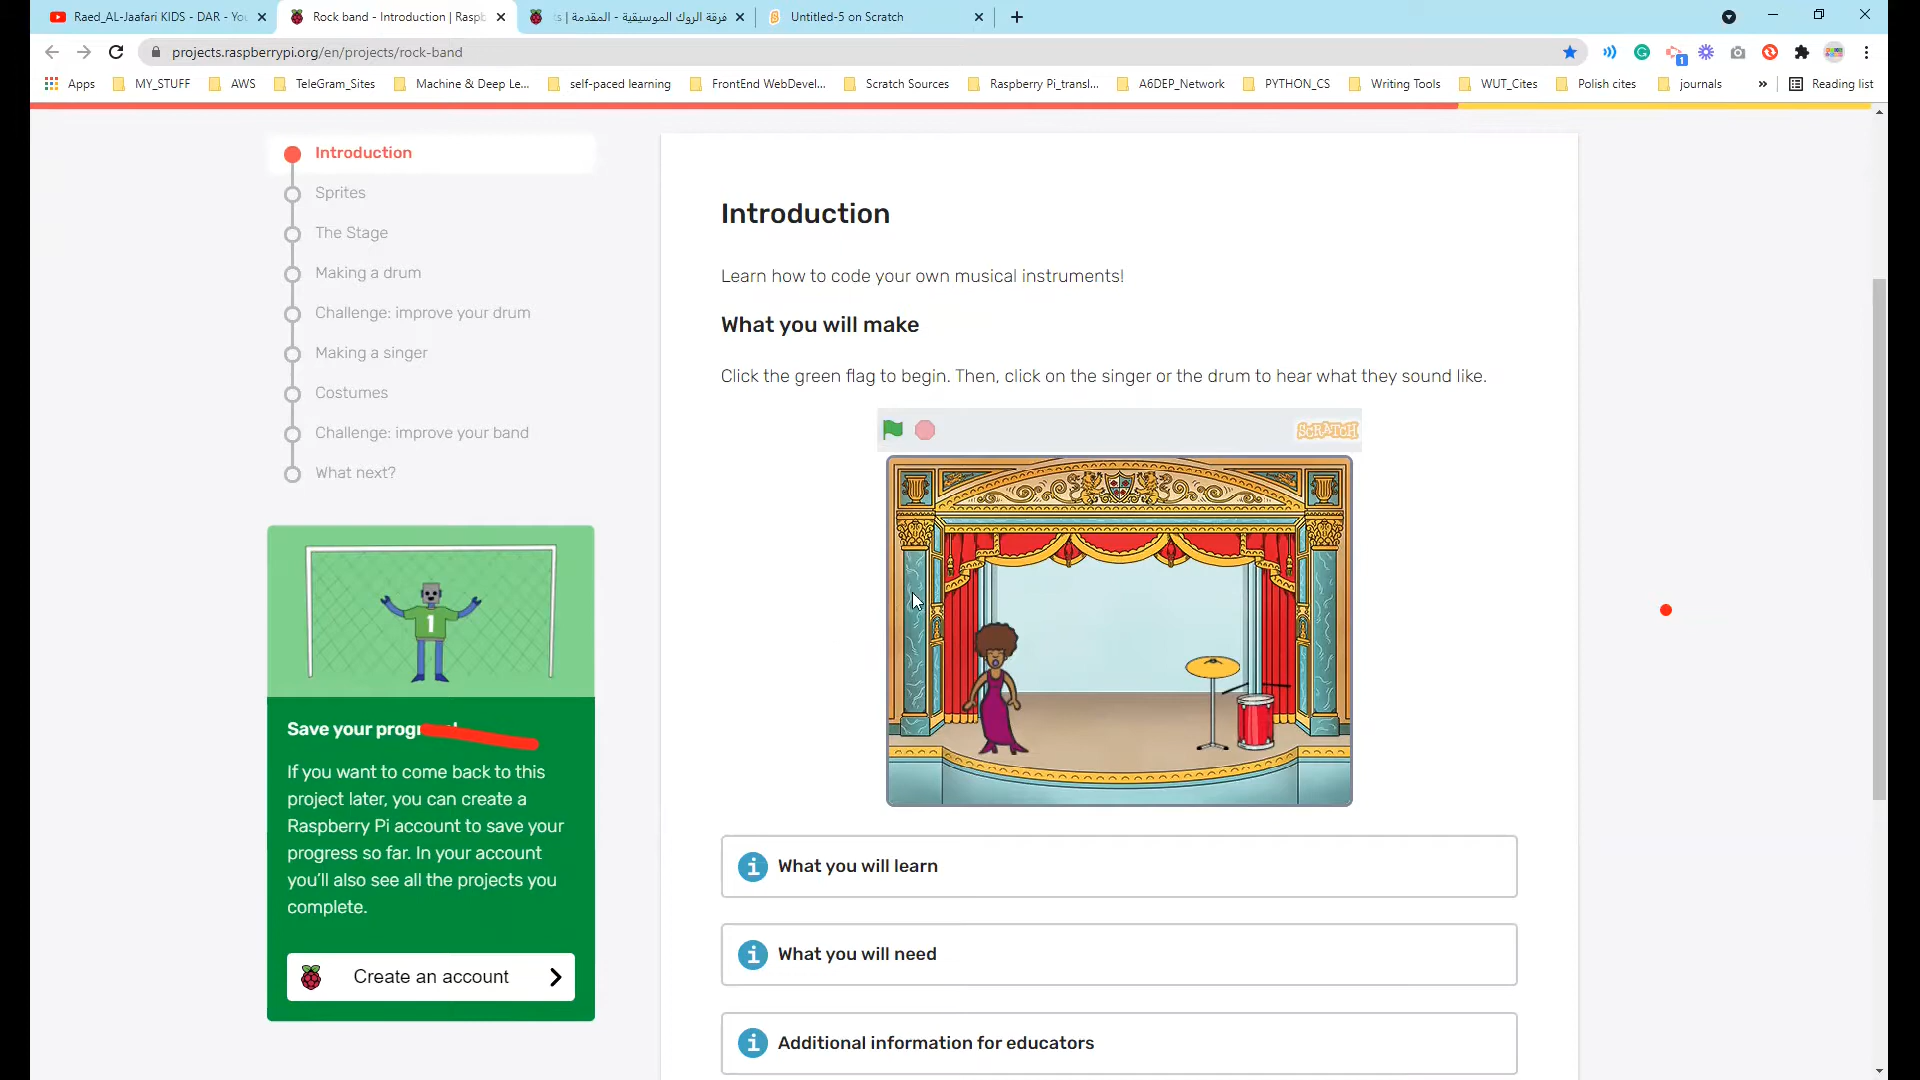 Raed_AL-Jaafari KIDS - DAR - You
Rock band - Introduction | Raspb
فرقة الروك الموسيقية - المقدمة |
Untitled-5 on Scratch
projects.raspberrypi.org/en/projects/rock-band
1
Apps
MY_STUFF
AWS
TeleGram_Sites
Machine & Deep Le...
self-paced learning
FrontEnd WebDevel...
Scratch Sources
Raspberry Pi_transl...
A6DEP_Network
PYTHON_CS
Writing Tools
WUT_Cites
Polish cites
journals
»
Reading list
Introduction
Sprites
The Stage
Making a drum
Challenge: improve your drum
Making a singer
Costumes
Challenge: improve your band
What next?
1
Save your progr
If you want to come back to this
project later, you can create a
Raspberry Pi account to save your
progress so far. In your account
you'll also see all the projects you
complete.
Create an account
Introduction
Learn how to code your own musical instruments!
What you will make
Click the green flag to begin. Then, click on the singer or the drum to hear what they sound like.
SCRATCH
What you will learn
What you will need
Additional information for educators